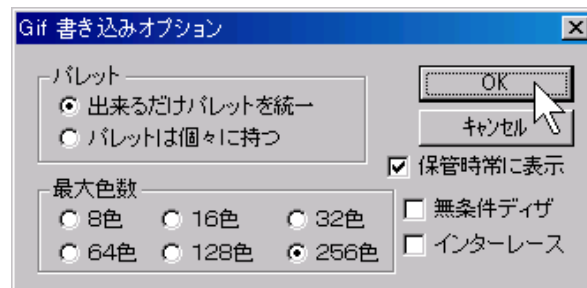 Gif 書き込みオプション
パレット
出来るだけパレットを統一
パレットは個々に持つ
OK
キャンセル
保管時常に表示
最大色数
8色 16色 32色
64色 128色 256色
無条件ディザ
インターレース